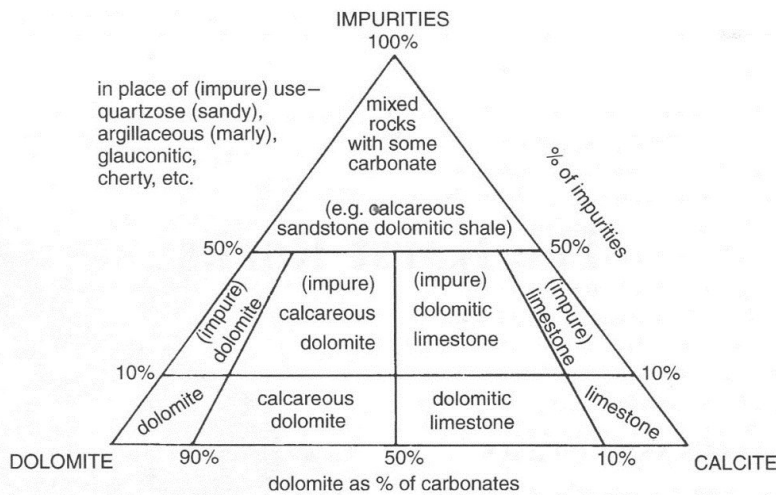 IMPURITIES
100%
in place of (impure) use–
quartzose (sandy),
argillaceous (marly),
glauconitic,
cherty, etc.
mixed
rocks
with some
carbonate
(e.g. calcareous
sandstone dolomitic shale)
% of impurities
50%
50%
(impure)
dolomite
(impure)
calcareous
dolomite
(impure)
dolomitic
limestone
(impure)
limestone
10%
10%
dolomite
calcareous
dolomite
dolomitic
limestone
limestone
DOLOMITE
90%
50%
10%
CALCITE
dolomite as % of carbonates